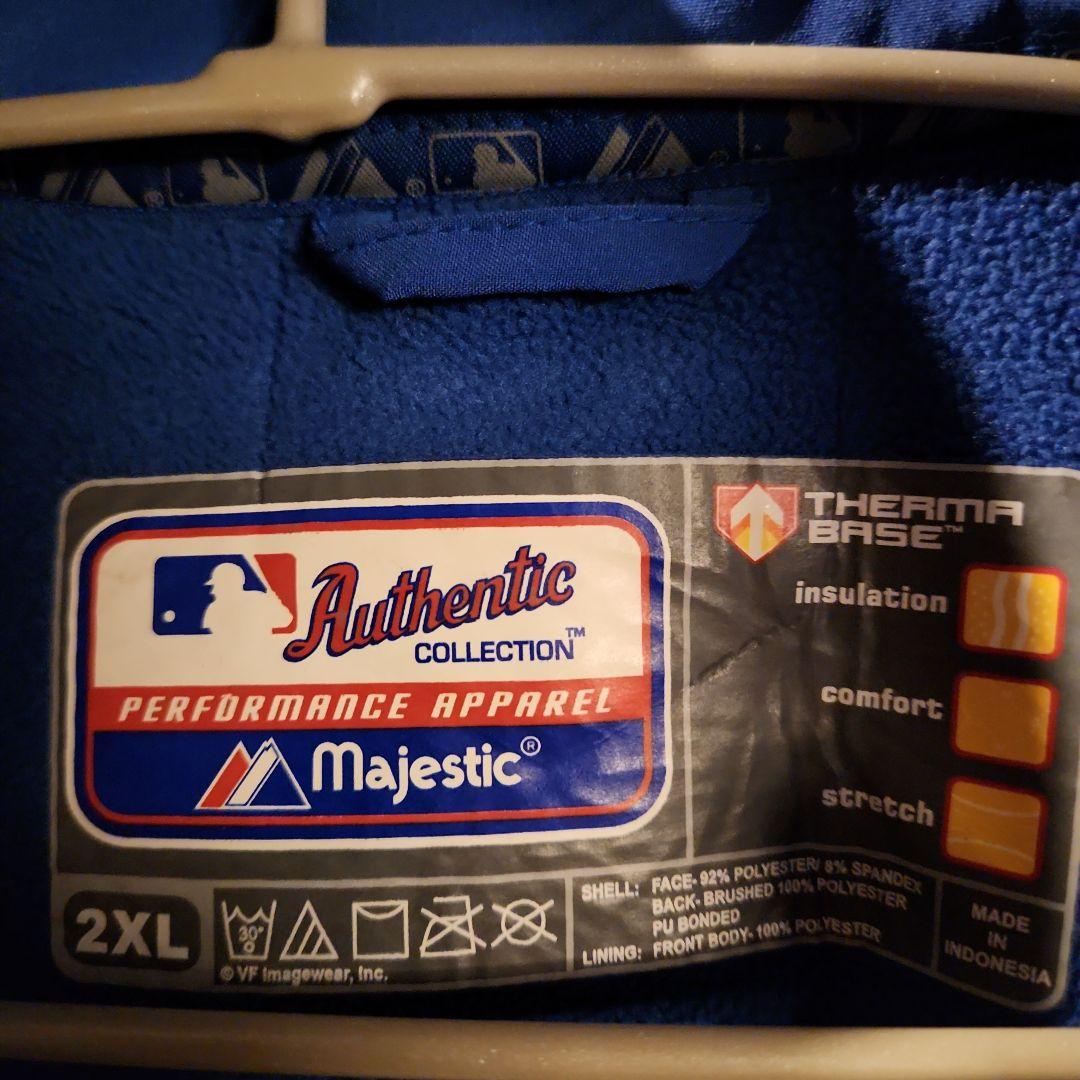 Authentic
COLLECTION™
PERFORMANCE APPAREL
Majestic®
THERMA
BASE™
insulation
comfort
stretch
2XL
30°
© VF Imagewear, Inc.
SHELL: FACE- 92% POLYESTER/ 8% SPANDEX
BACK- BRUSHED 100% POLYESTER
PU BONDED
LINING: FRONT BODY- 100% POLYESTER
MADE
IN
INDONESIA